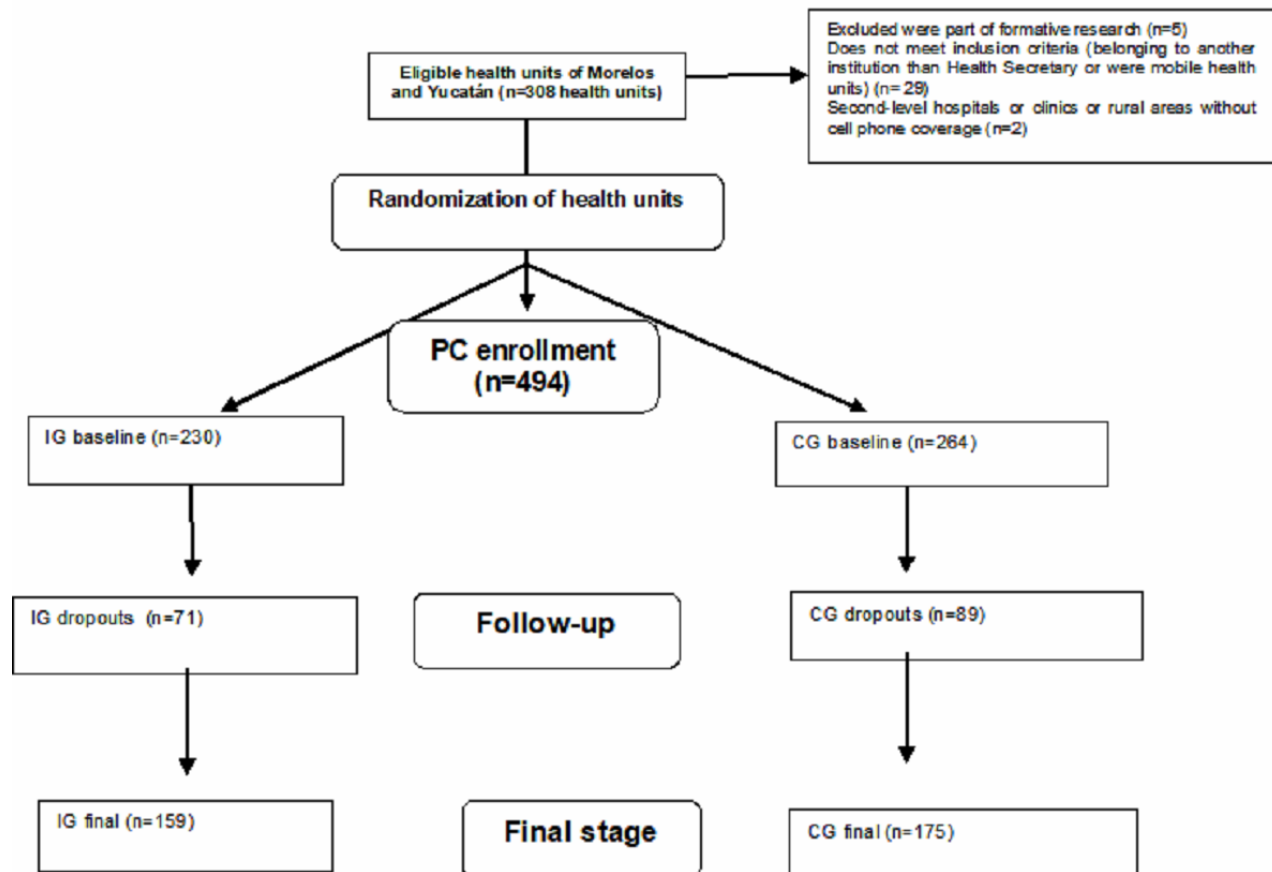 Excluded were part of formative research (n=5)
Does not meet inclusion criteria (belonging to another
institution than Health Secretary or were mobile health
units) (n= 29)
Second-level hospitals or clinics or rural areas without
cell phone coverage (n=2)
Eligible health units of Morelos
and Yucatán (n=308 health units)
Randomization of health units
PC enrollment
(n=494)
IG baseline (n=230)
CG baseline (n=264)
IG dropouts (n=71)
Follow-up
CG dropouts (n=89)
IG final (n=159)
Final stage
CG final (n=175)